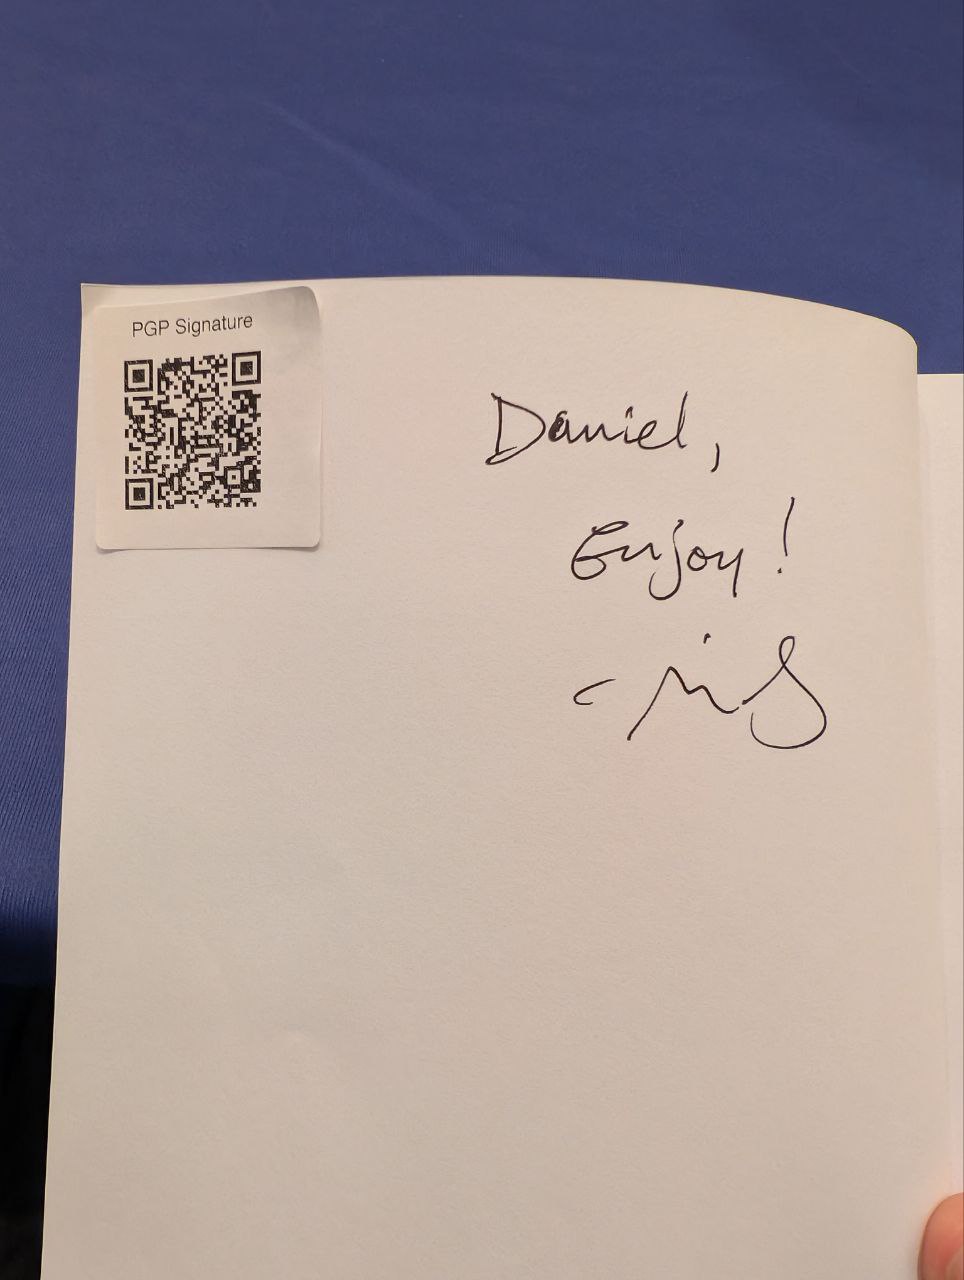 PGP Signature
Daniel,
Enjoy!